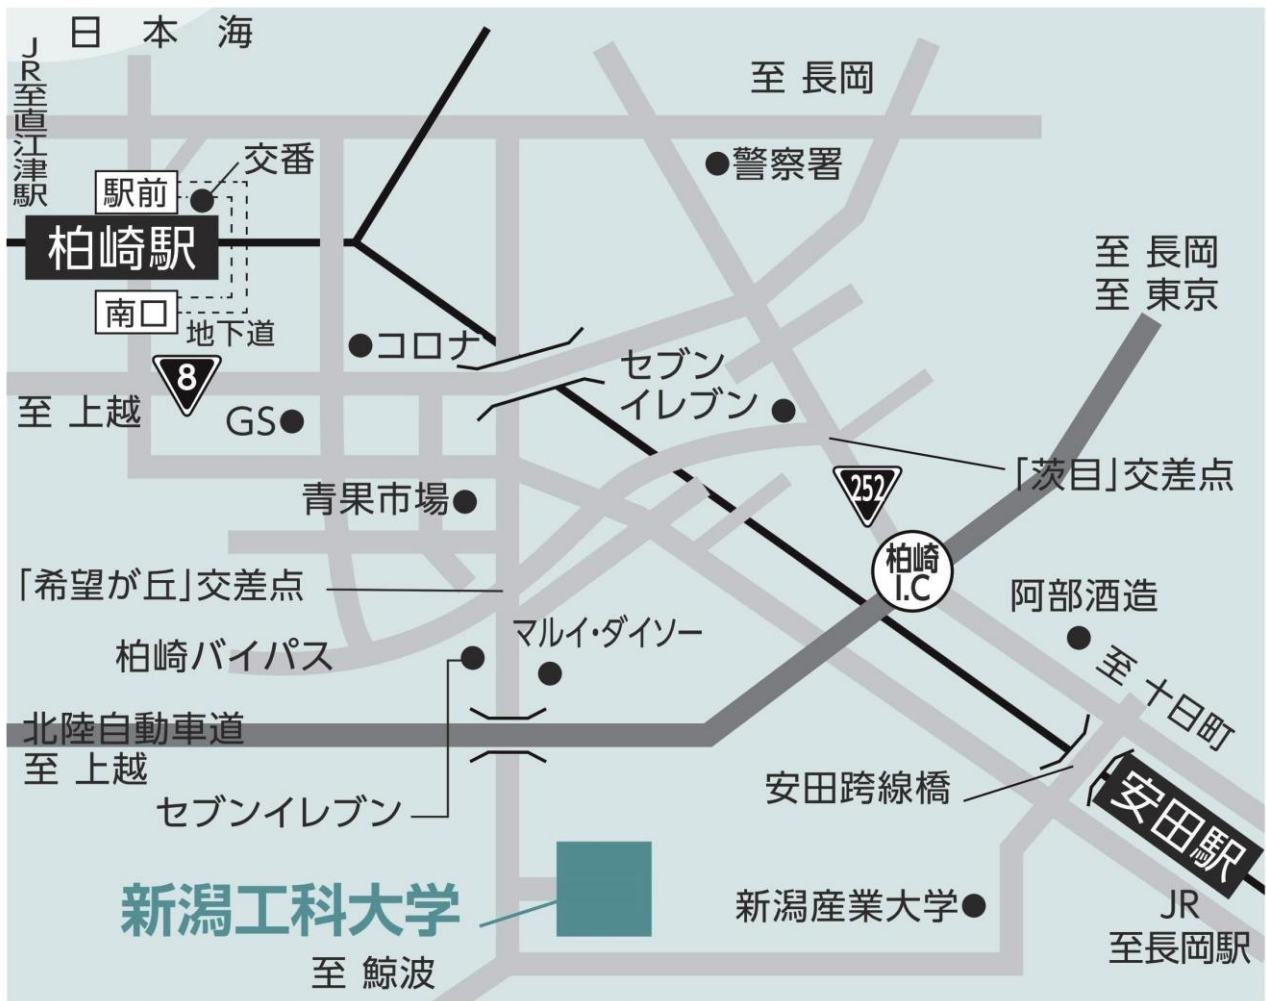 日本海
JR至直江津駅
至 長岡
警察署
交番
駅前
柏崎駅
南口
地下道
至 長岡
至 東京
コロナ
8
セブン
イレブン
至 上越
GS
252
「茨目」交差点
青果市場
柏崎
I.C
「希望が丘」交差点
阿部酒造
マルイ・ダイソー
柏崎バイパス
至 十日町
北陸自動車道
至 上越
安田跨線橋
セブンイレブン
安田駅
新潟工科大学
新潟産業大学
JR
至長岡駅
至 鯨波